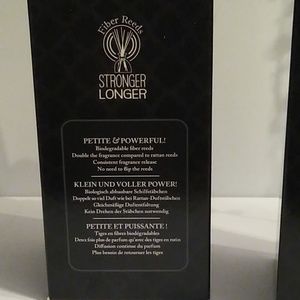 Fiber Reeds
STRONGER
LONGER
PETITE & POWERFUL!
Biodegradable fiber reeds
Double the fragrance compared to rattan reeds
Consistent fragrance release
No need to flip the reeds
KLEIN UND VOLLER POWER!
Biologisch abbaubare Schilfstäbchen
Doppelt so viel Duft wie bei Rattan-Duftstäbchen
Gleichmäßige Duftentfaltung
Kein Drehen der Stäbchen notwendig
PETITE ET PUISSANTE !
Tiges en fibres biodégradables
Deux fois plus de parfum qu'avec des tiges en rotin
Diffusion continue du parfum
Plus besoin de retourner les tiges